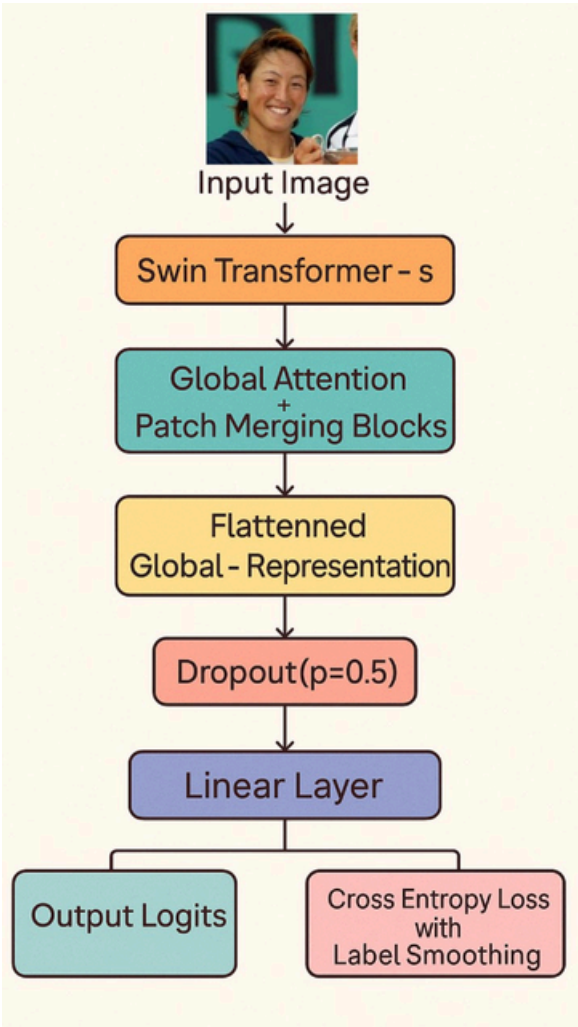 Input Image
Swin Transformer - s
Global Attention
+
Patch Merging Blocks
Flattenned
Global - Representation
Dropout(p=0.5)
Linear Layer
Output Logits
Cross Entropy Loss
with
Label Smoothing